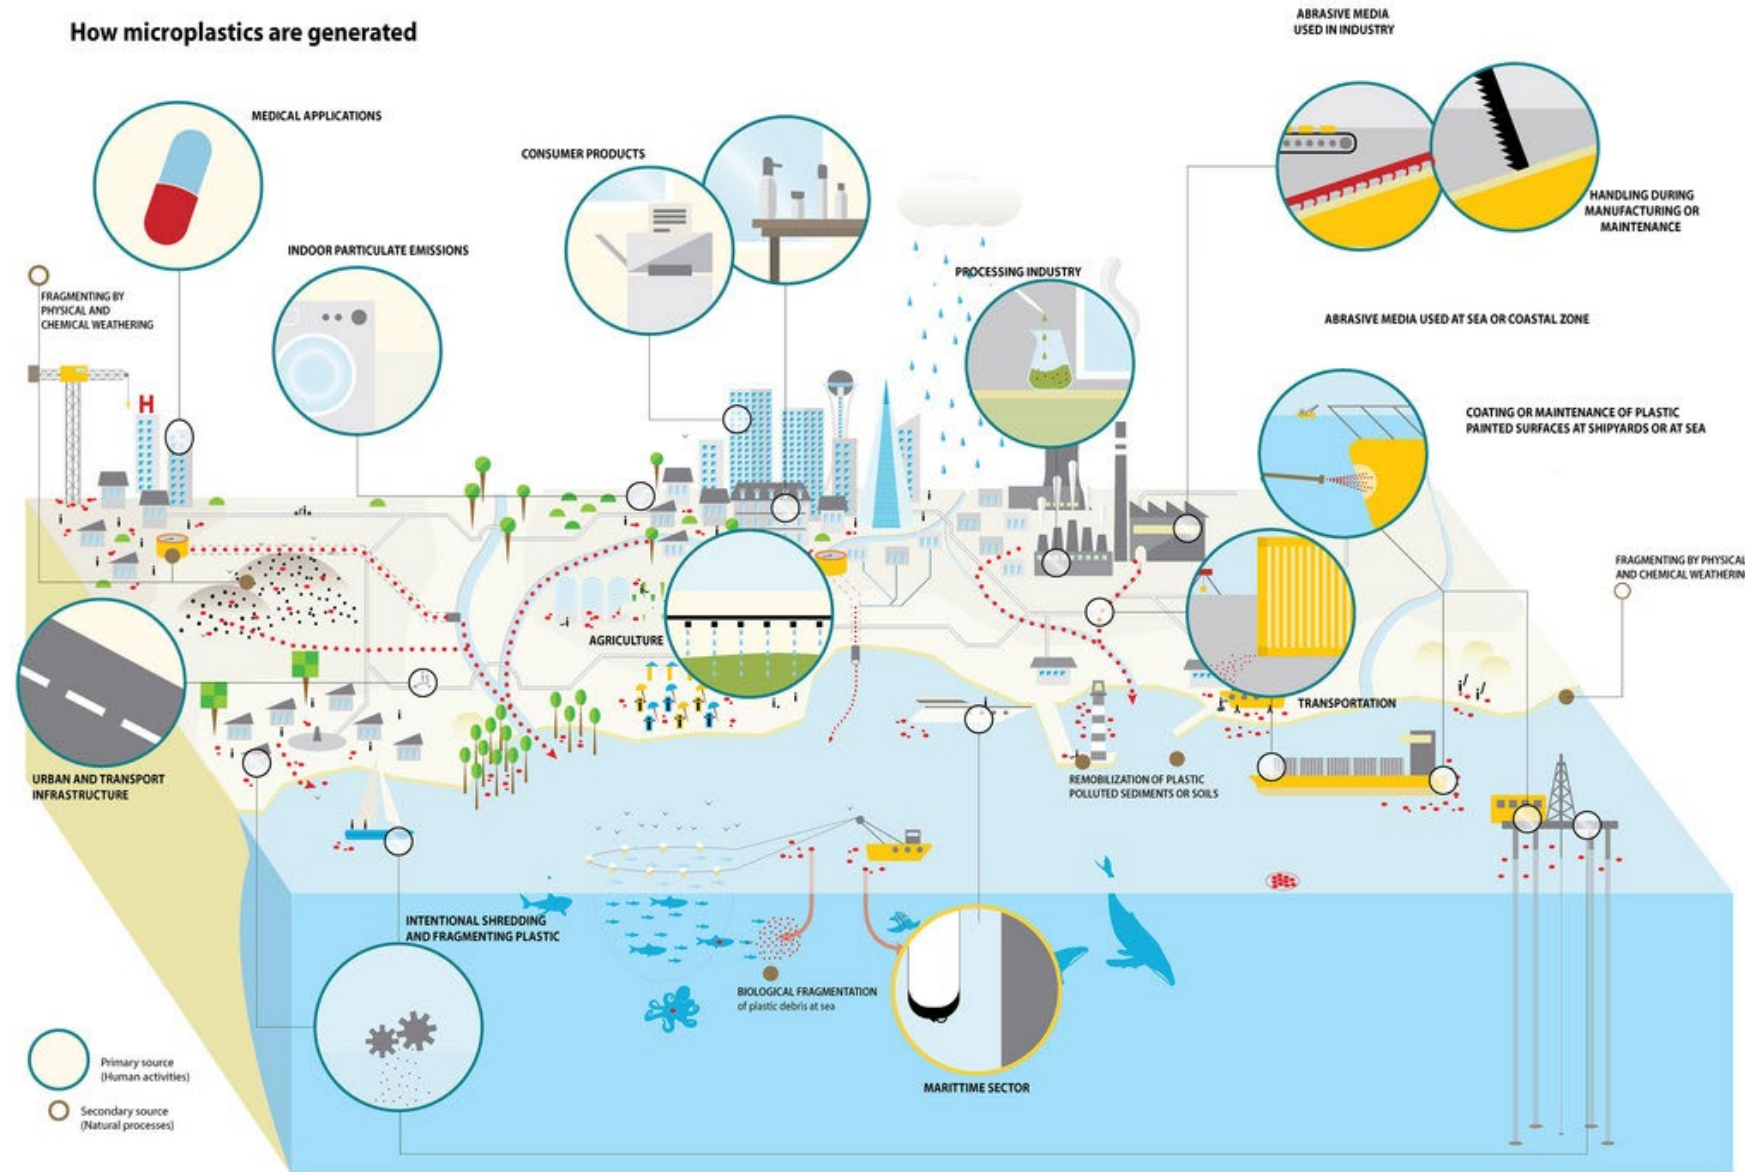 How microplastics are generated
ABRASIVE MEDIA
USED IN INDUSTRY
MEDICAL APPLICATIONS
CONSUMER PRODUCTS
HANDLING DURING
MANUFACTURING OR
MAINTENANCE
INDOOR PARTICULATE EMISSIONS
PROCESSING INDUSTRY
FRAGMENTING BY
PHYSICAL AND
CHEMICAL WEATHERING
ABRASIVE MEDIA USED AT SEA OR COASTAL ZONE
H
COATING OR MAINTENANCE OF PLASTIC
PAINTED SURFACES AT SHIPYARDS OR AT SEA
FRAGMENTING BY PHYSICAL
AND CHEMICAL WEATHERIN
AGRICULTURE
TRANSPORTATION
URBAN AND TRANSPORT
INFRASTRUCTURE
REMOBILIZATION OF PLASTIC
POLLUTED SEDIMENTS OR SOILS
INTENTIONAL SHREDDING
AND FRAGMENTING PLASTIC
BIOLOGICAL FRAGMENTATION
of plastic debris at sea
MARITTIME SECTOR
Primary source
(Human activities)
Secondary source
(Natural processes)